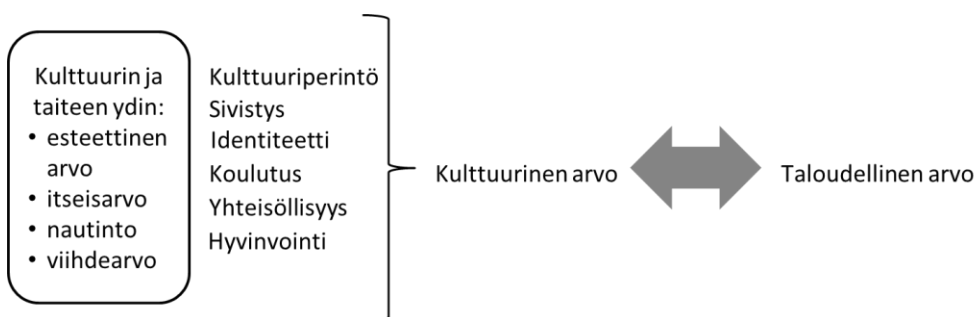 Kulttuurin ja
taiteen ydin:
• esteettinen
arvo
• itseisarvo
• nautinto
• viihdearvo
Kulttuuriperintö
Sivistys
Identiteetti
Koulutus
Yhteisöllisyys
Hyvinvointi
Kulttuurinen arvo
Taloudellinen arvo